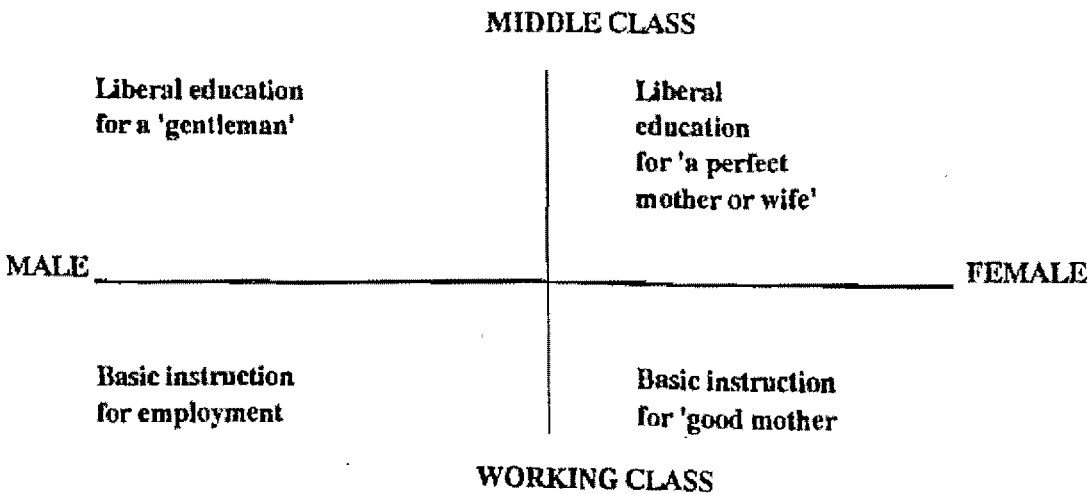 MIDDLE CLASS
Liberal education
for a 'gentleman'
Liberal
education
for 'a perfect
mother or wife'
MALE
FEMALE
Basic instruction
for employment
Basic instruction
for 'good mother
WORKING CLASS